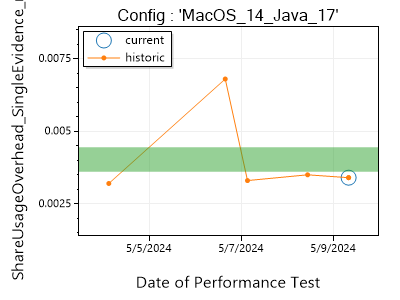 Config : 'MacOS_14_Java_17'
current
historic
0.0075
0.005
0.0025
5/5/2024
5/7/2024
5/9/2024
Date of Performance Test
ShareUsageOverhead_SingleEvidence_